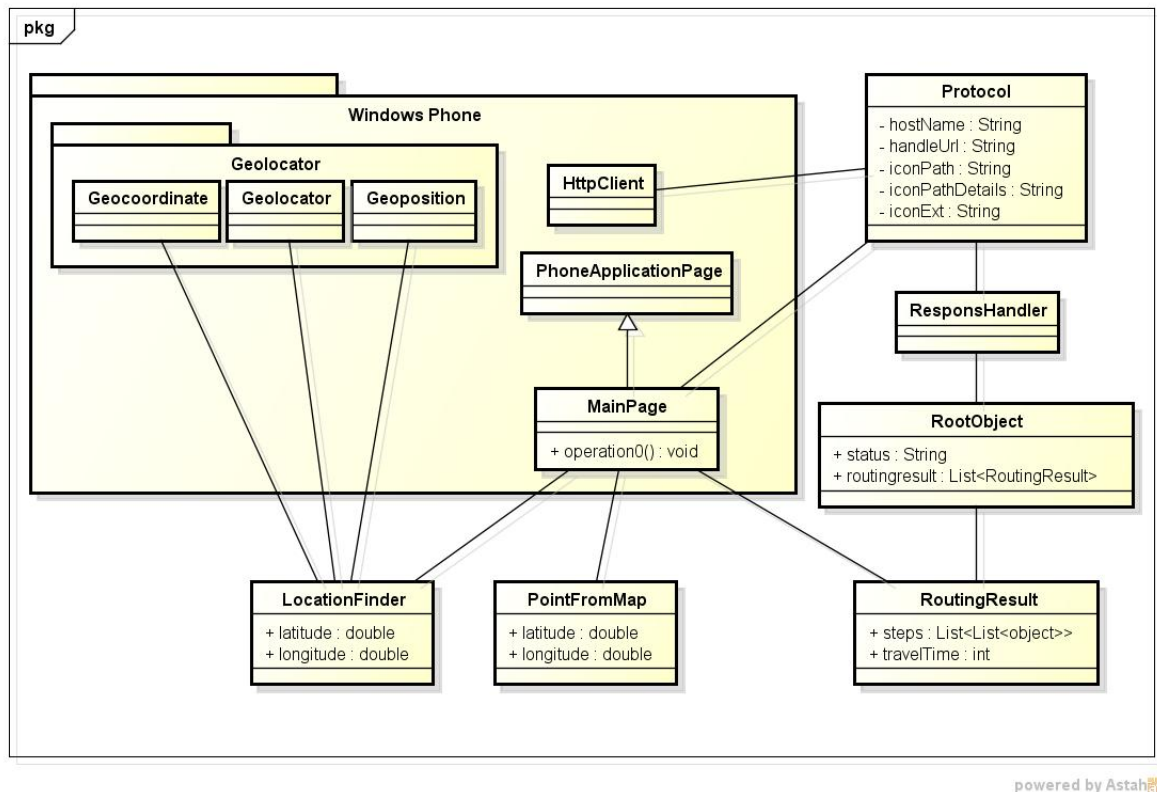 pkg
Windows Phone
Geolocator
Geocoordinate
Geolocator
Geoposition
HttpClient
PhoneApplicationPage
MainPage
+ operation0() : void
Protocol
- hostName : String
- handleUrl : String
- iconPath : String
- iconPathDetails : String
- iconExt : String
ResponsHandler
RootObject
+ status : String
+ routingresult : List<RoutingResult>
LocationFinder
+ latitude : double
+ longitude : double
PointFromMap
+ latitude : double
+ longitude : double
RoutingResult
+ steps : List<List<object>>
+ travelTime : int
powered by Astah